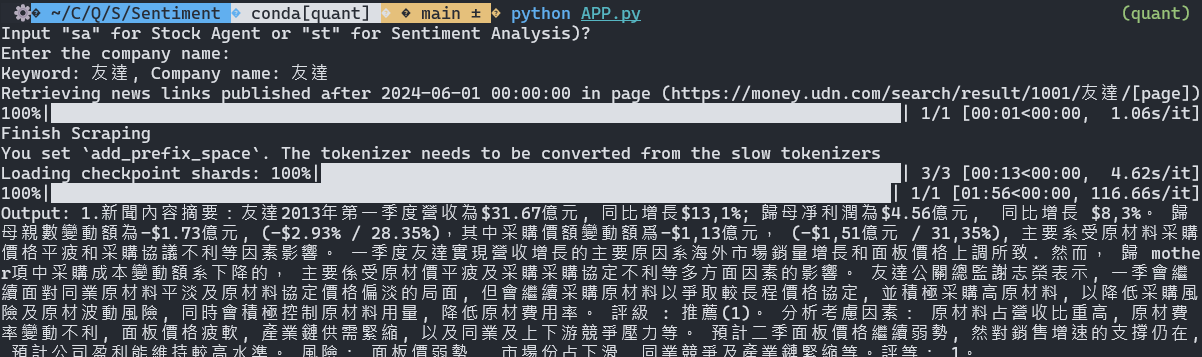 ~/C/Q/S/Sentiment conda[quant] main ± python APP.py (quant)
Input "sa" for Stock Agent or "st" for Sentiment Analysis)?
Enter the company name:
Keyword: 友達, Company name: 友達
Retrieving news links published after 2024-06-01 00:00:00 in page (https://money.udn.com/search/result/1001/友達/[page])
100%| | 1/1 [00:01<00:00, 1.06s/it]
Finish Scraping
You set `add_prefix_space`. The tokenizer needs to be converted from the slow tokenizers
Loading checkpoint shards: 100%| | 3/3 [00:13<00:00, 4.62s/it]
100%| | 1/1 [01:56<00:00, 116.66s/it]
Output: 1.新聞內容摘要：友達2013年第一季度營收為$31.67億元, 同比增長$13,1%; 歸母凈利潤為$4.56億元, 同比增長 $8,3%。 歸
母親數變動額為-$1.73億元, (-$2.93% / 28.35%)，其中采購價額變動額爲-$1,13億元， (-$1,51億元 / 31,35%), 主要系受原材料采購
價格平疲和采購協議不利等因素影響。 一季度友達實現營收增長的主要原因系海外市場銷量增長和面板價格上調所致. 然而， 歸 mothe
r項中采購成本變動額系下降的， 主要係受原材價平疲及采購采購協定不利等多方面因素的影響。 友達公關總監謝志榮表示, 一季會繼
續面對同業原材料平淡及原材料協定價格偏淡的局面, 但會繼續采購原材料以爭取較長程價格協定, 並積極采購高原材料, 以降低采購風
險及原材波動風險, 同時會積極控制原材料用量, 降低原材費用率。 評級 : 推薦(1)。 分析考慮因素: 原材料占營收比重高, 原材費
率變動不利, 面板價格疲軟, 產業鏈供需緊縮, 以及同業及上下游競爭壓力等。 預計二季面板價格繼續弱勢, 然對銷售增速的支撐仍在
, 預計公司盈利能維持較高水準。 風險: 面板價弱勢, 市場份占下滑, 同業競爭及產業鏈緊縮等。評等: 1。